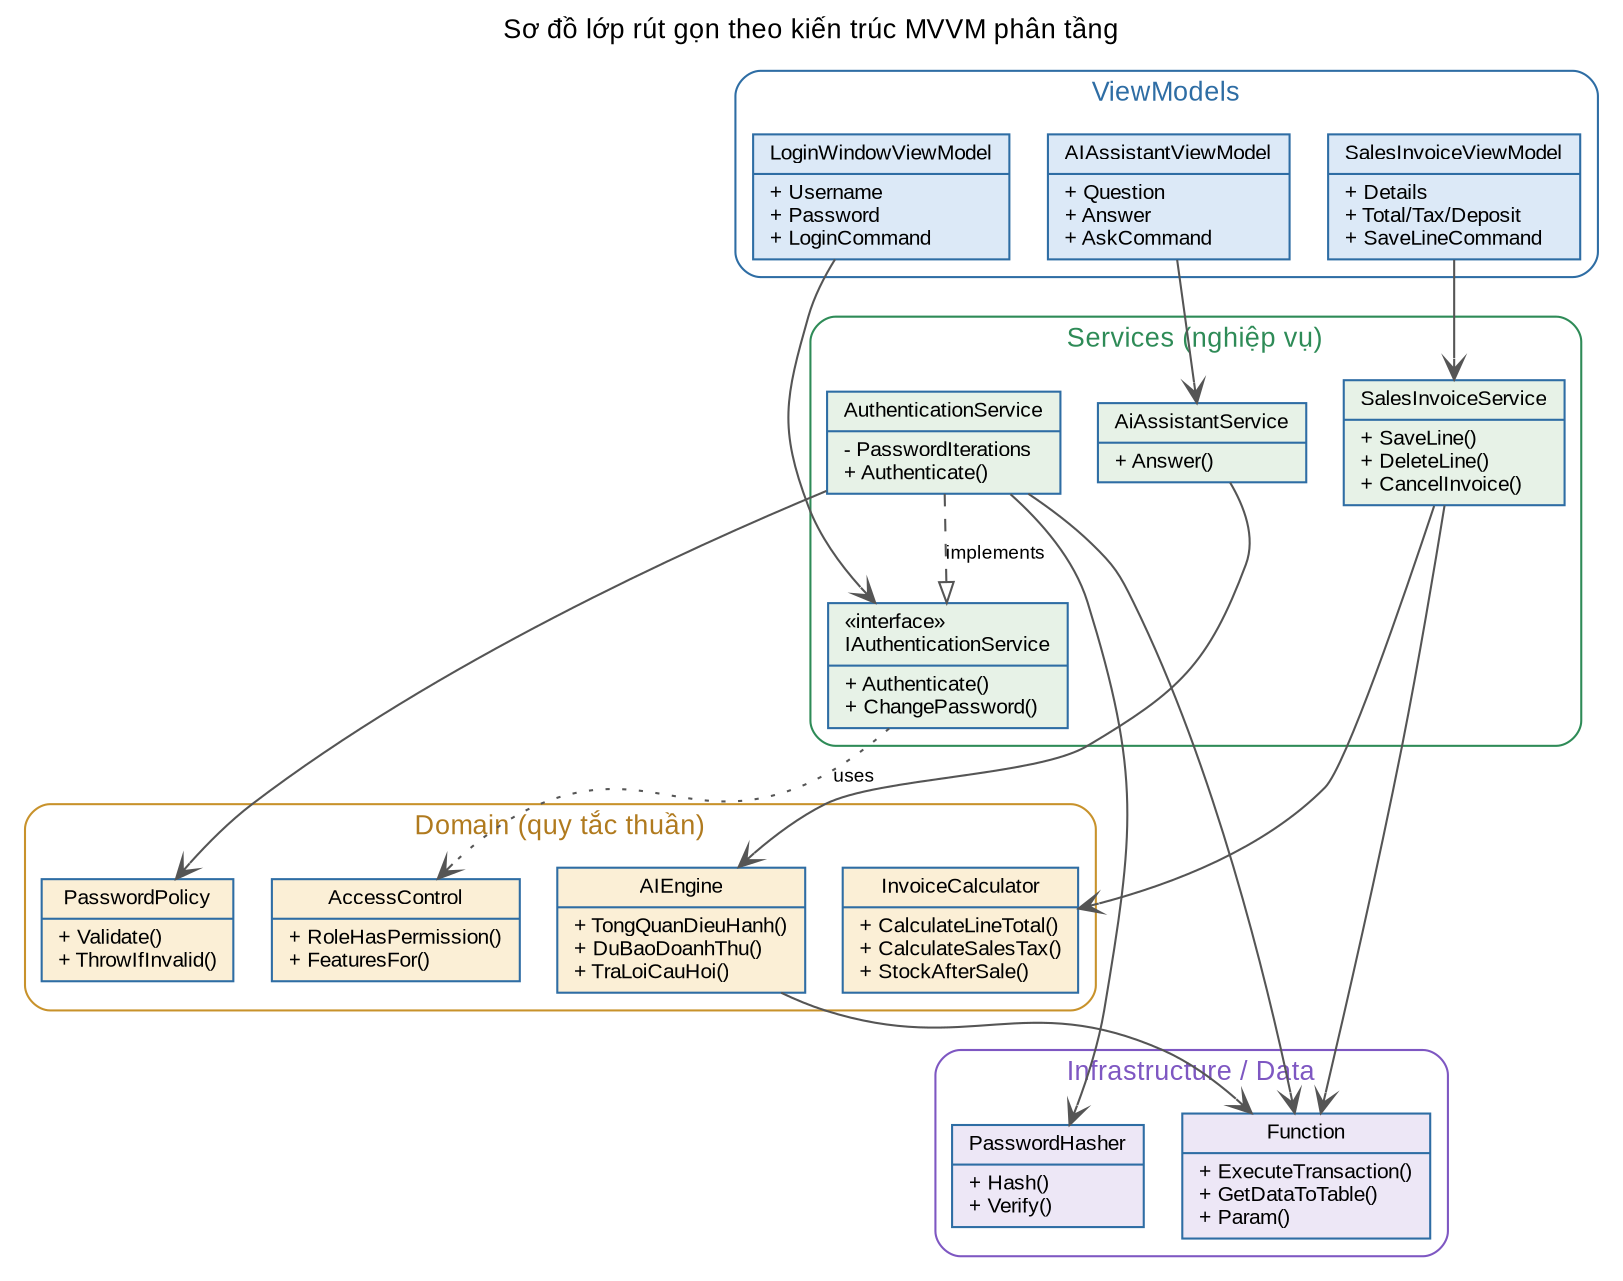 Sơ đồ lớp rút gọn theo kiến trúc MVVM phân tầng
ViewModels
LoginWindowViewModel
+ Username
+ Password
+ LoginCommand
AIAssistantViewModel
+ Question
+ Answer
+ AskCommand
SalesInvoiceViewModel
+ Details
+ Total/Tax/Deposit
+ SaveLineCommand
Services (nghiệp vụ)
AuthenticationService
- PasswordIterations
+ Authenticate()
AiAssistantService
+ Answer()
SalesInvoiceService
+ SaveLine()
+ DeleteLine()
+ CancelInvoice()
implements
«interface»
IAuthenticationService
+ Authenticate()
+ ChangePassword()
uses
Domain (quy tắc thuần)
PasswordPolicy
+ Validate()
+ ThrowIfInvalid()
AccessControl
+ RoleHasPermission()
+ FeaturesFor()
AIEngine
+ TongQuanDieuHanh()
+ DuBaoDoanhThu()
+ TraLoiCauHoi()
InvoiceCalculator
+ CalculateLineTotal()
+ CalculateSalesTax()
+ StockAfterSale()
Infrastructure / Data
PasswordHasher
+ Hash()
+ Verify()
Function
+ ExecuteTransaction()
+ GetDataToTable()
+ Param()